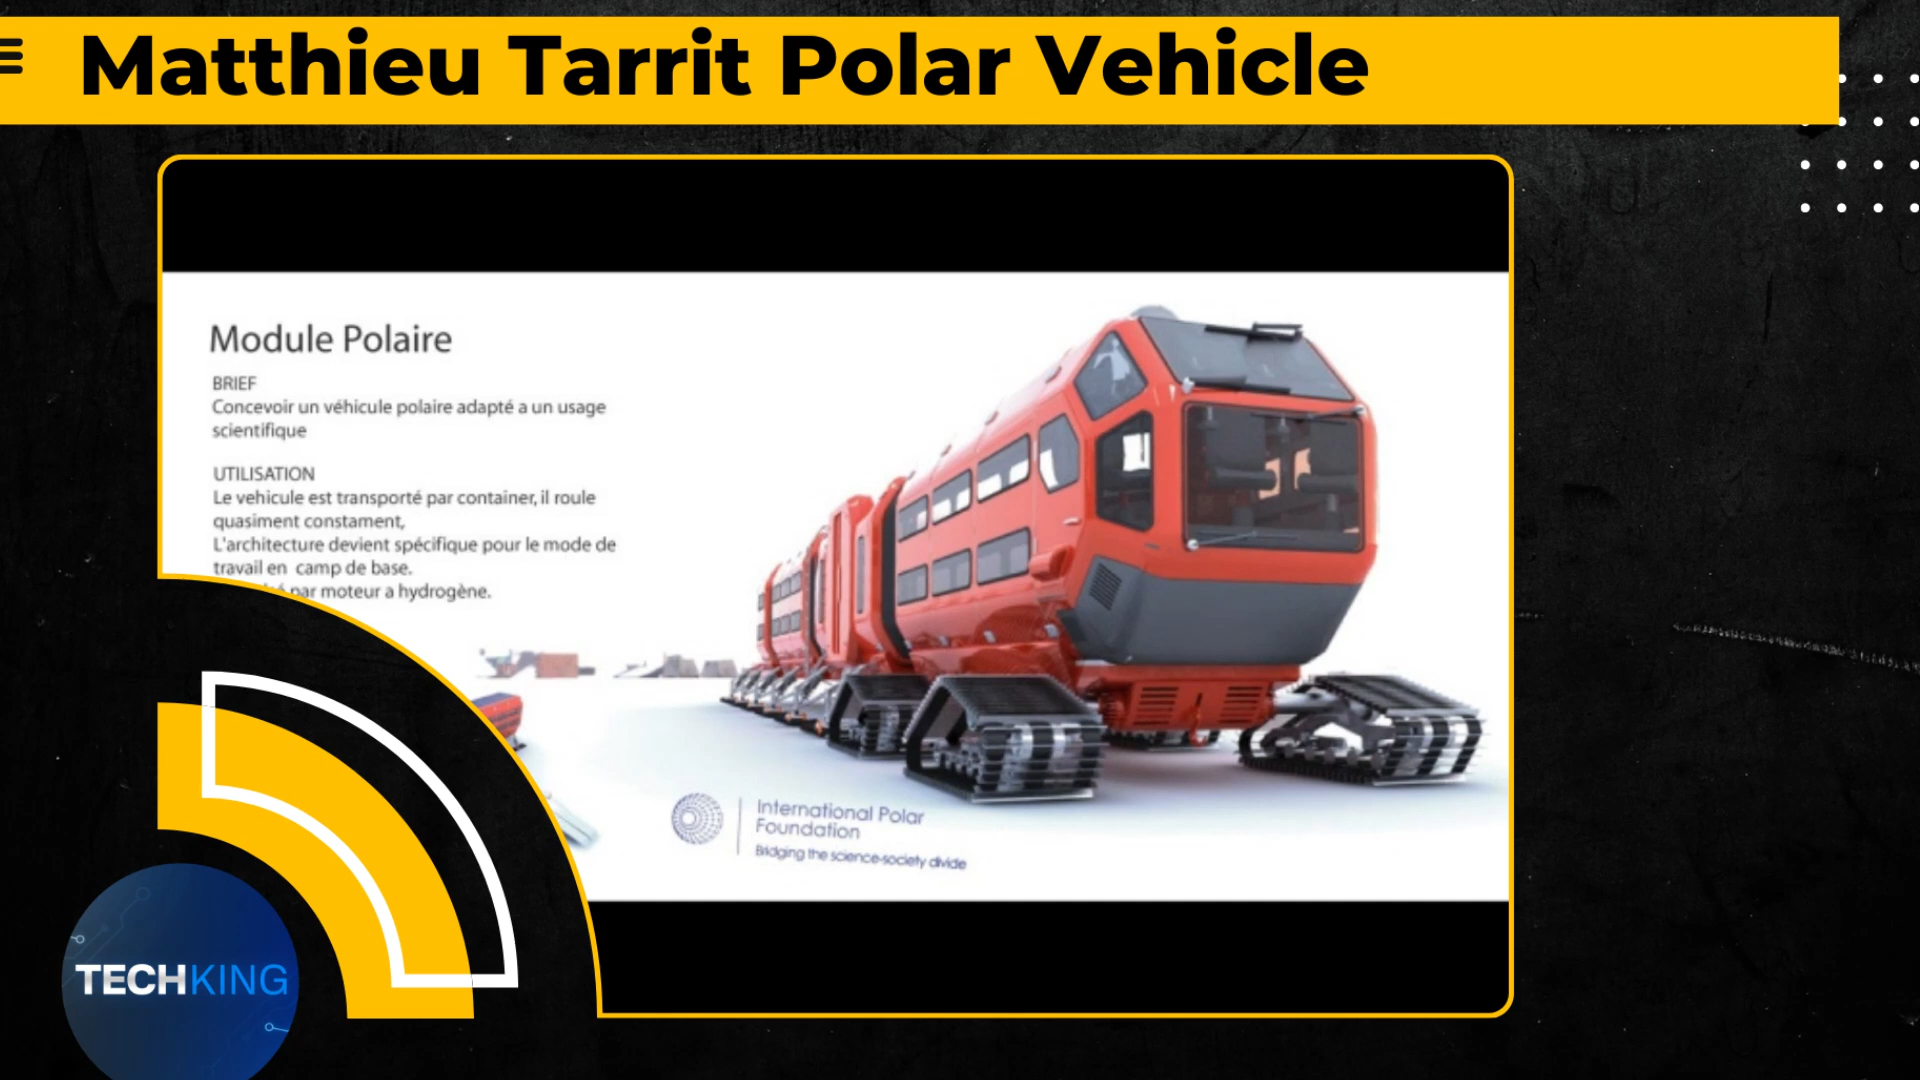 Matthieu Tarrit Polar Vehicle
Module Polaire
BRIEF
Concevoir un véhicule polaire adapté a un usage
scientifique
UTILISATION
Le vehicule est transporté par container, il roule
quasiment constament,
L'architecture devient spécifique pour le mode de
travail en camp de base.
par moteur a hydrogène.
International Polar
Foundation
Bridging the science-society divide
TECHKING